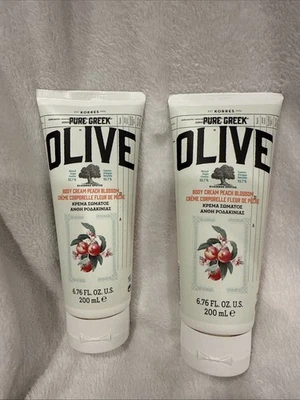 KORRES
PURE GREEK
OLIVE
BODY CREAM PEACH BLOSSOM
CRÈME CORPORELLE FLEUR DE PÊCHE
ΚΡΕΜΑ ΣΩΜΑΤΟΣ
ΑΝΘΗ ΡΟΔΑΚΙΝΙΑΣ
6.76 FL. OZ. U.S.
200 mL e
KORRES
PURE GREEK
OLIVE
BODY CREAM PEACH BLOSSOM
CRÈME CORPORELLE FLEUR DE PÊCHE
ΚΡΕΜΑ ΣΩΜΑΤΟΣ
ΑΝΘΗ ΡΟΔΑΚΙΝΙΑΣ
6.76 FL. OZ. U.S.
200 mL e